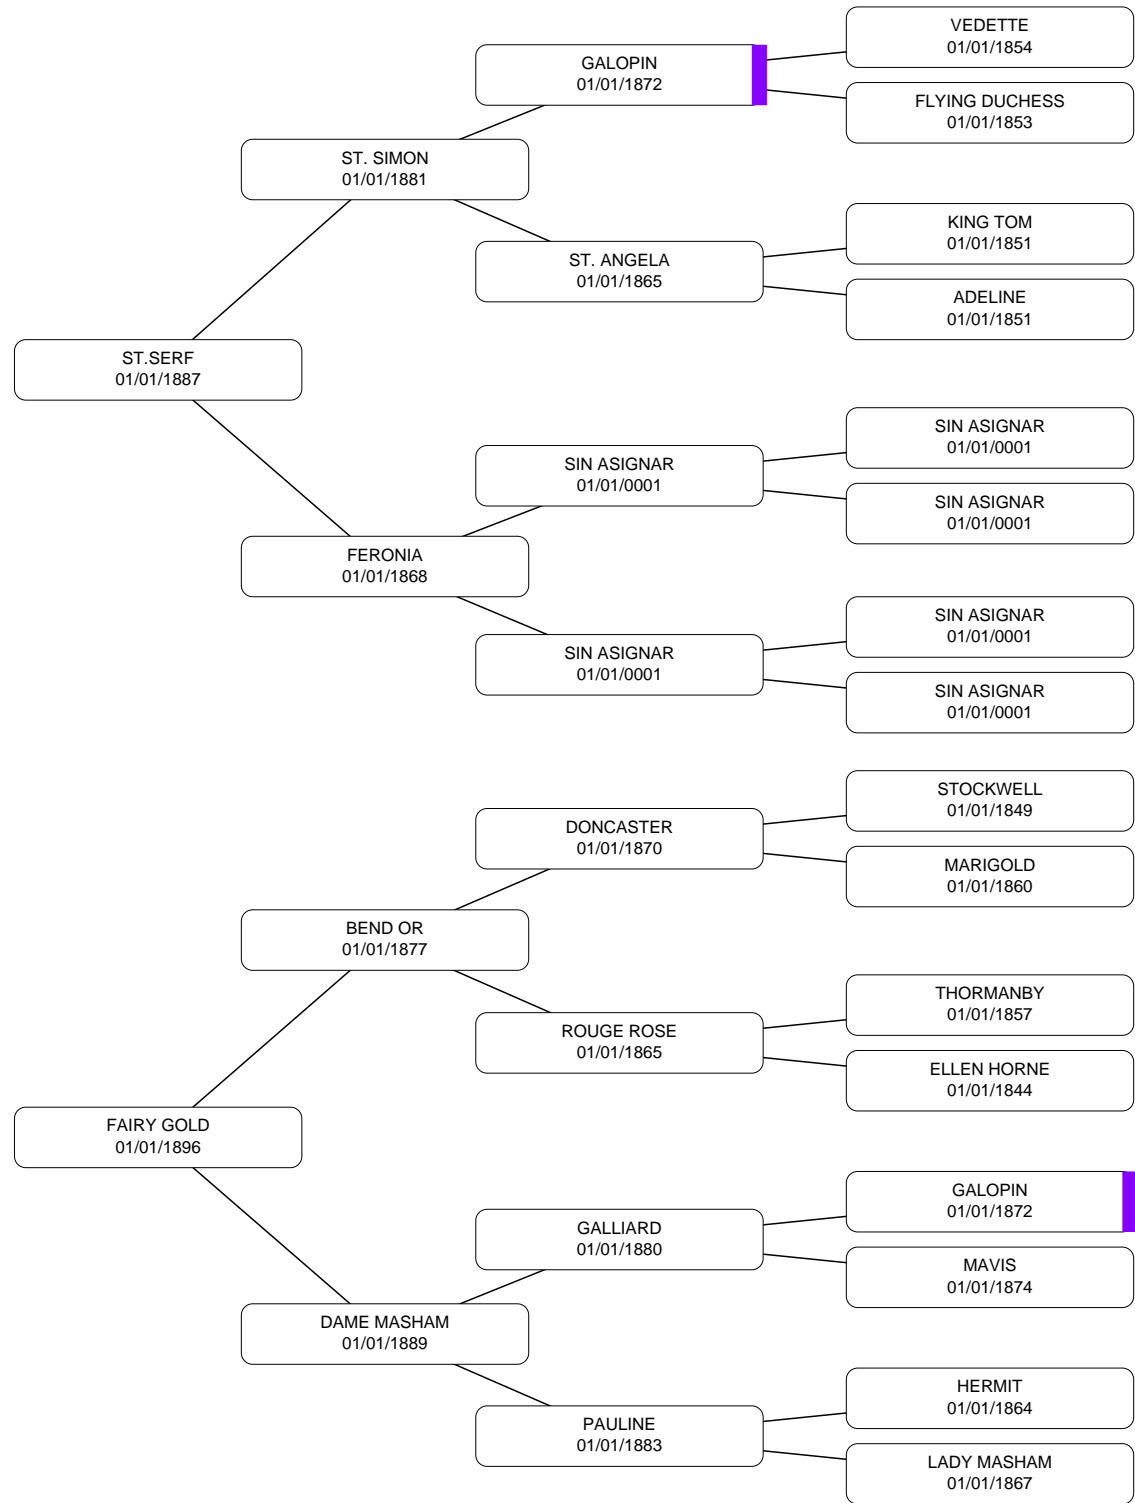 VEDETTE
01/01/1854
GALOPIN
01/01/1872
FLYING DUCHESS
01/01/1853
ST. SIMON
01/01/1881
KING TOM
01/01/1851
ST. ANGELA
01/01/1865
ADELINE
01/01/1851
ST.SERF
01/01/1887
SIN ASIGNAR
01/01/0001
SIN ASIGNAR
01/01/0001
SIN ASIGNAR
01/01/0001
FERONIA
01/01/1868
SIN ASIGNAR
01/01/0001
SIN ASIGNAR
01/01/0001
SIN ASIGNAR
01/01/0001
STOCKWELL
01/01/1849
DONCASTER
01/01/1870
MARIGOLD
01/01/1860
BEND OR
01/01/1877
THORMANBY
01/01/1857
ROUGE ROSE
01/01/1865
ELLEN HORNE
01/01/1844
FAIRY GOLD
01/01/1896
GALOPIN
01/01/1872
GALLIARD
01/01/1880
MAVIS
01/01/1874
DAME MASHAM
01/01/1889
HERMIT
01/01/1864
PAULINE
01/01/1883
LADY MASHAM
01/01/1867